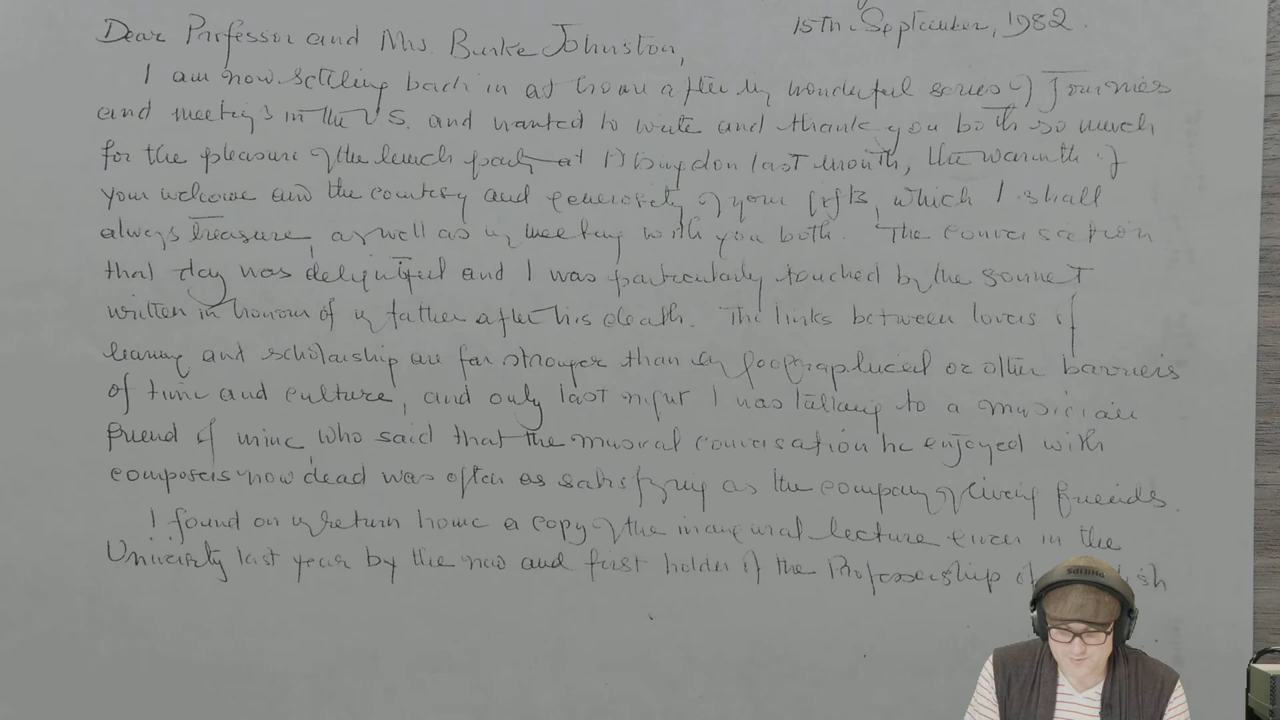 15th September, 1982.
Dear Professor and Mrs. Burke Johnston,
I am now settling back in at home after my wonderful series of Journies
and meetings in the U.S. and wanted to write and thank you both so much
for the pleasure of the lunch party at Abingdon last month, the warmth of
your welcome and the courtesy and generosity of your gifts, which I shall
always treasure, as well as my meeting with you both. The conversation
that day was delightful and I was particularly touched by the sonnet
written in honour of my father after his death. The links between lovers of
learning and scholarship are far stronger than any geographical or other barriers
of time and culture, and only last night I was talking to a musician
friend of mine, who said that the musical conversation he enjoyed with
composers now dead was often as satisfying as the company of living friends.
I found on my return home a copy of the inaugural lecture given in the
University last year by the new and first holder of the Professorship of
PHILIPS